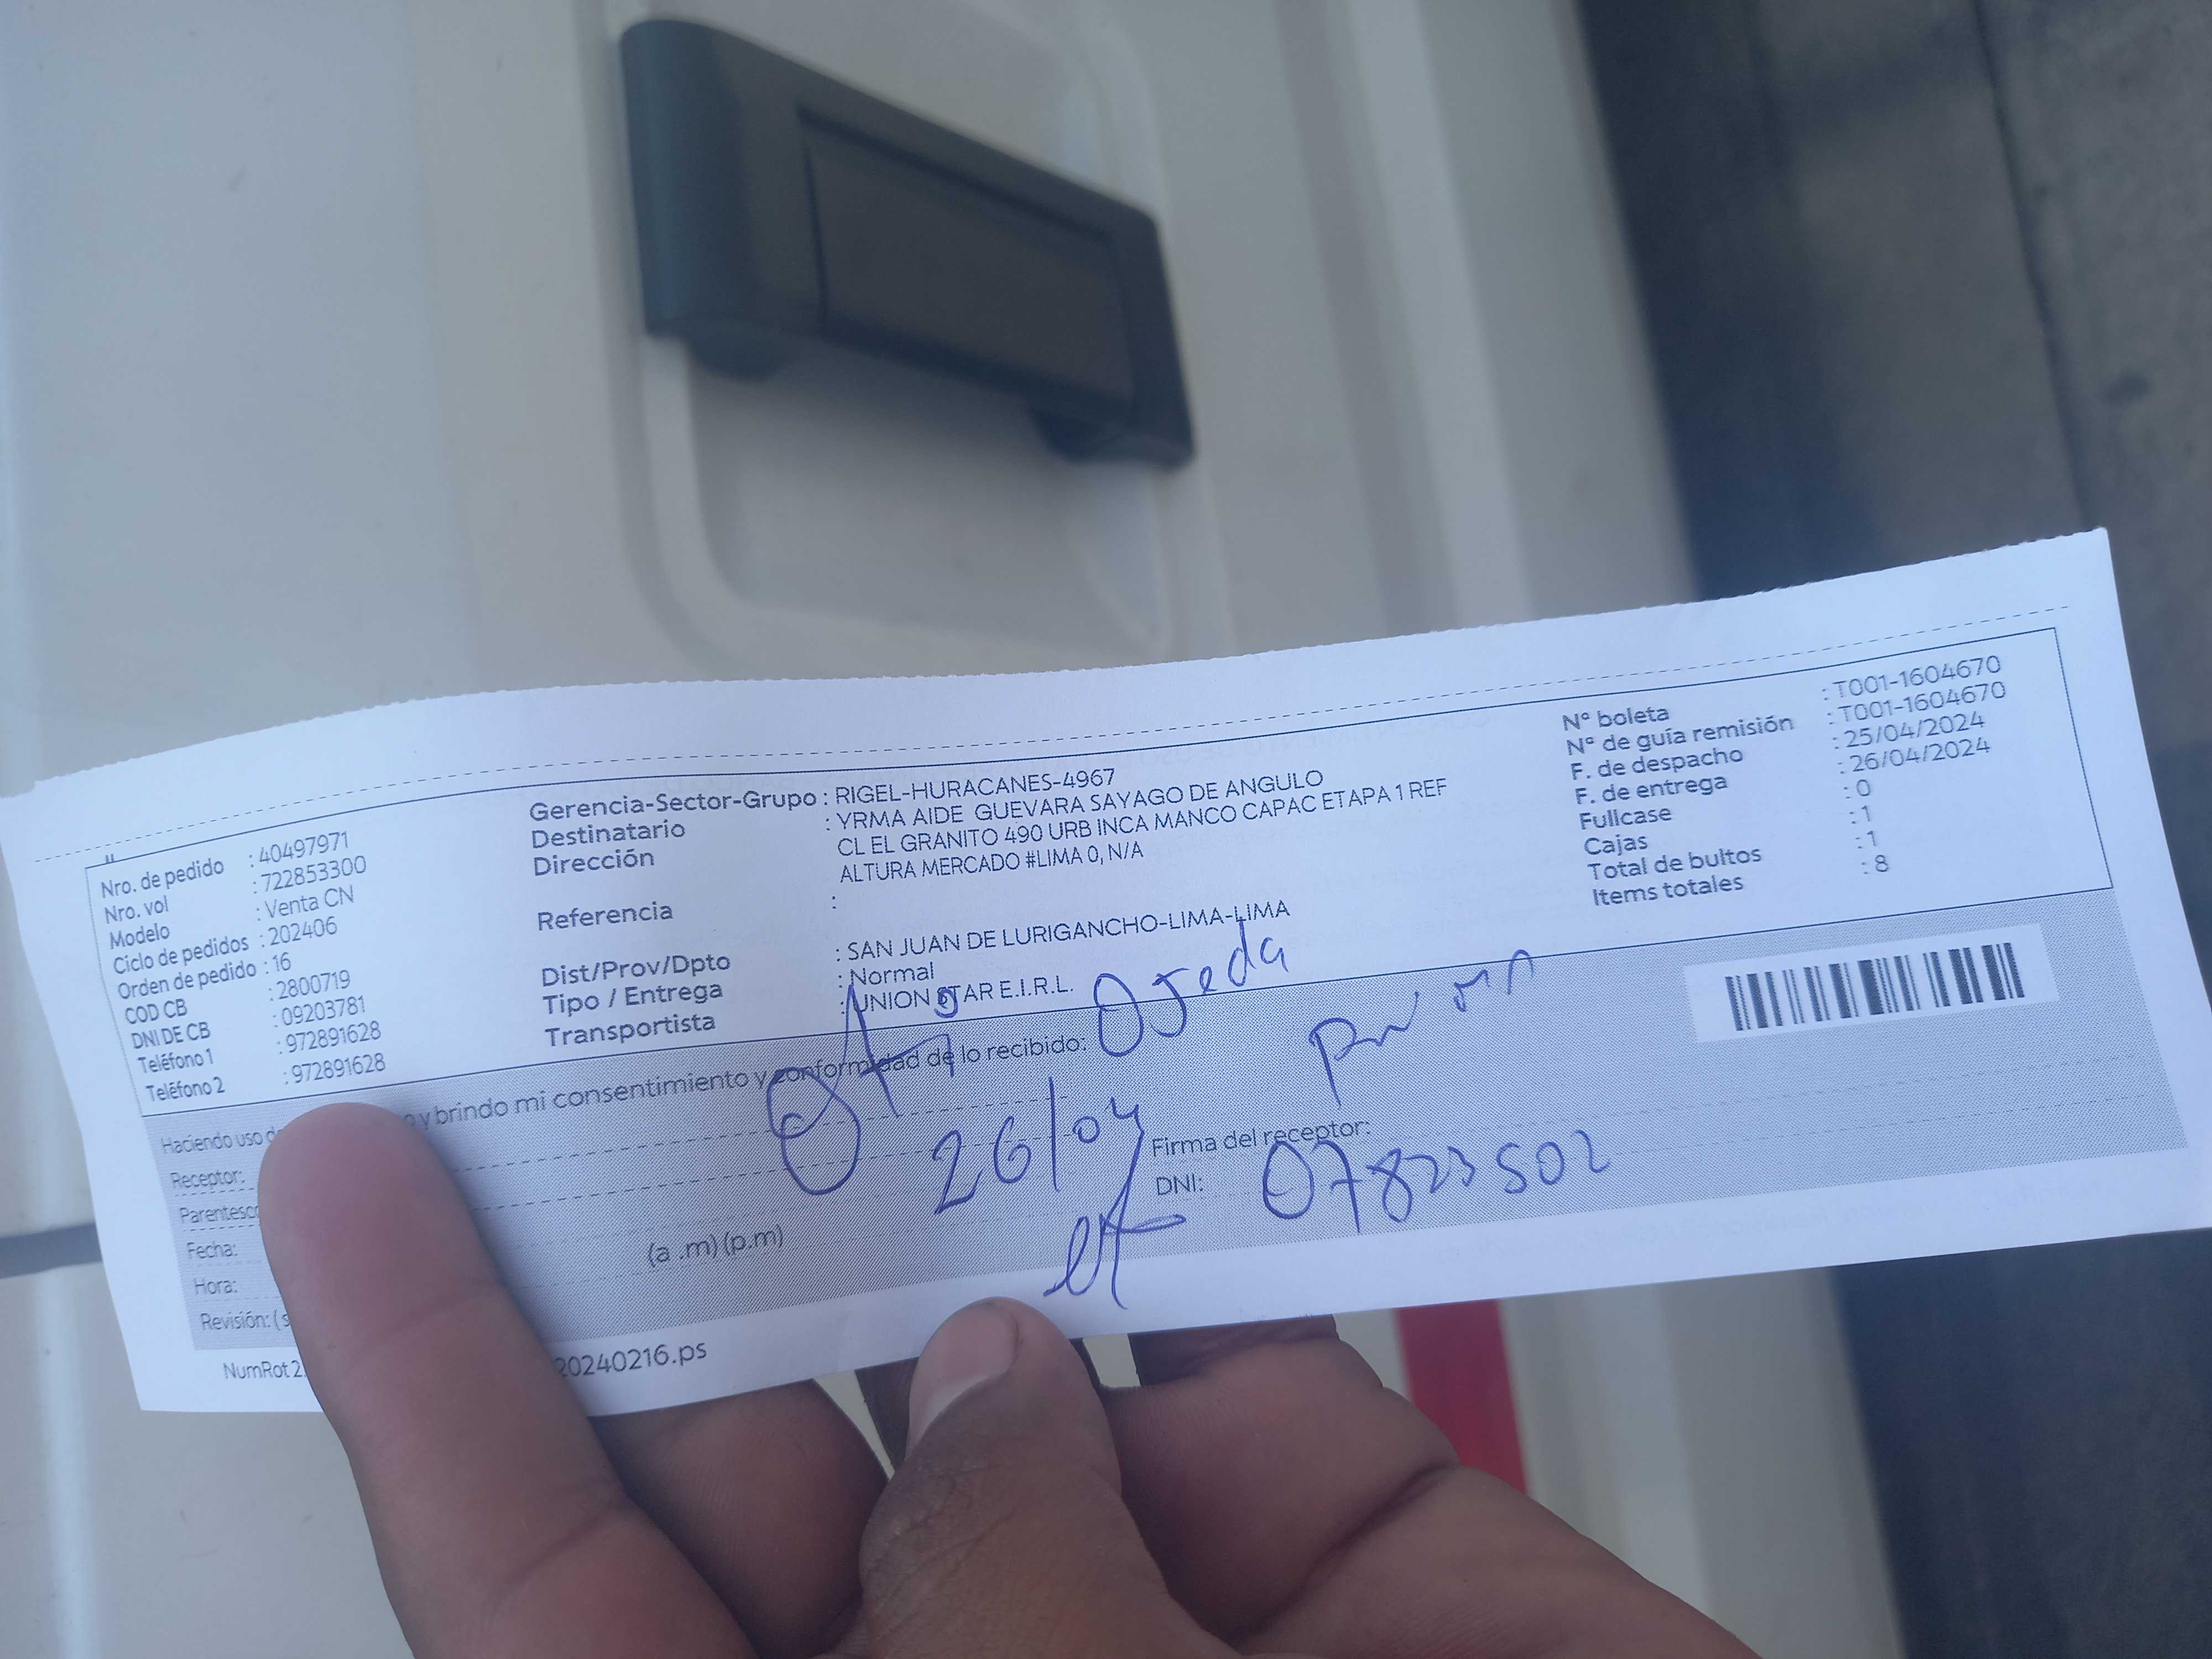 Nro. de pedido : 40497971
Nro. vol : 722853300
Modelo : Venta CN
Ciclo de pedidos : 202406
Orden de pedido : 16
COD CB : 2800719
DNI DE CB : 09203781
Teléfono 1 : 972891628
Teléfono 2 : 972891628
Gerencia-Sector-Grupo : RIGEL-HURACANES-4967
Destinatario : YRMA AIDE GUEVARA SAYAGO DE ANGULO
Dirección CL EL GRANITO 490 URB INCA MANCO CAPAC ETAPA 1 REF
ALTURA MERCADO #LIMA 0, N/A
Referencia :
Dist/Prov/Dpto : SAN JUAN DE LURIGANCHO-LIMA-LIMA
Tipo / Entrega : Normal
Transportista : UNION STAR E.I.R.L.
N° boleta : T001-1604670
N° de guía remisión : T001-1604670
F. de despacho : 25/04/2024
F. de entrega : 26/04/2024
Fullcase : 0
Cajas : 1
Total de bultos : 1
Items totales : 8
Haciendo uso y brindo mi consentimiento y conformidad de lo recibido:
Ojeda
Receptor:
Parentesco
Fecha: 26/04
Hora: (a .m) (p.m)
Revisión: (s
Firma del receptor:
DNI: 07823502
NumRot 2. 20240216.ps